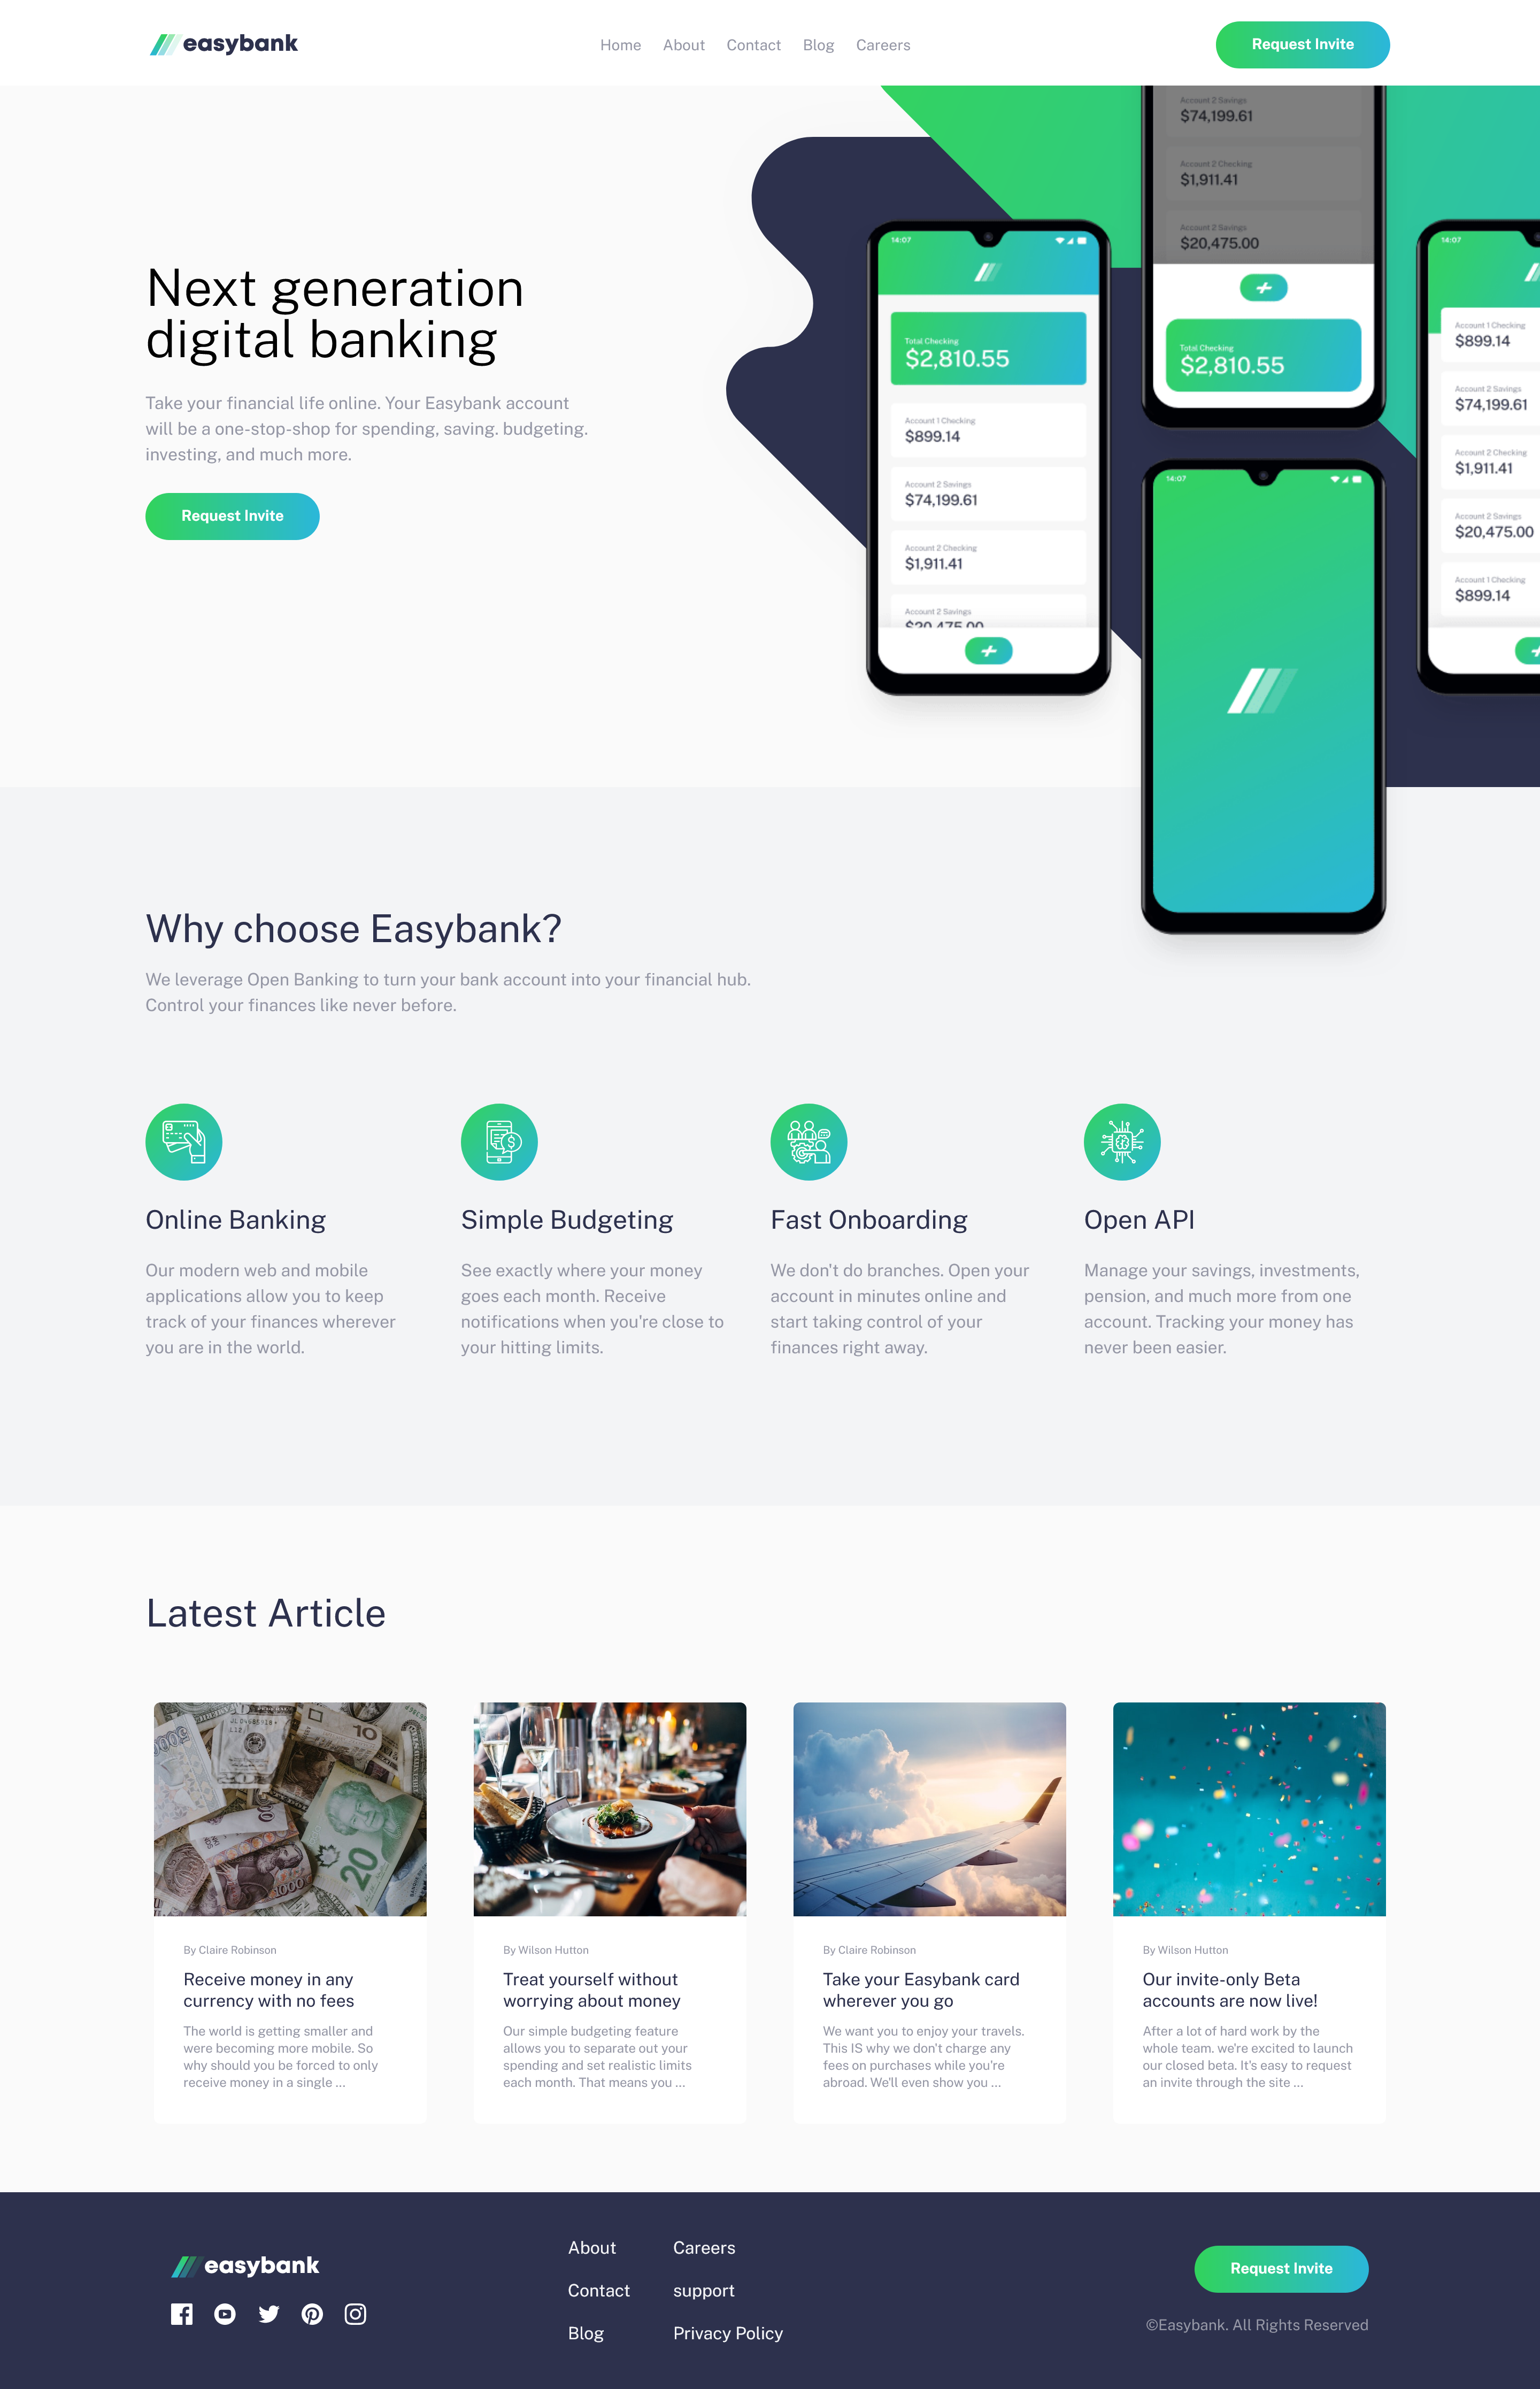 easybank
Home About Contact Blog Careers
Request Invite
Next generation
digital banking
Take your financial life online. Your Easybank account
will be a one-stop-shop for spending, saving. budgeting.
investing, and much more.
Request Invite
14:07
Total Checking
$2,810.55
Account 1 Checking
$899.14
Account 2 Savings
$74,199.61
Account 2 Checking
$1,911.41
Account 2 Savings
$20,475.00
Account 2 Savings
$74,199.61
Account 2 Checking
$1,911.41
$20,475.00
Total Checking
$2,810.55
14:07
14:07
Account 1 Checking
$899.14
Account 2 Savings
$74,199.61
Account 2 Checking
$1,911.41
Account 2 Savings
$20,475.00
Account 1 Checking
$899.14
Why choose Easybank?
We leverage Open Banking to turn your bank account into your financial hub.
Control your finances like never before.
Online Banking
Our modern web and mobile
applications allow you to keep
track of your finances wherever
you are in the world.
Simple Budgeting
See exactly where your money
goes each month. Receive
notifications when you're close to
your hitting limits.
Fast Onboarding
We don't do branches. Open your
account in minutes online and
start taking control of your
finances right away.
Open API
Manage your savings, investments,
pension, and much more from one
account. Tracking your money has
never been easier.
Latest Article
10
20
1000
By Claire Robinson
Receive money in any
currency with no fees
The world is getting smaller and
were becoming more mobile. So
why should you be forced to only
receive money in a single ...
By Wilson Hutton
Treat yourself without
worrying about money
Our simple budgeting feature
allows you to separate out your
spending and set realistic limits
each month. That means you ...
By Claire Robinson
Take your Easybank card
wherever you go
We want you to enjoy your travels.
This IS why we don't charge any
fees on purchases while you're
abroad. We'll even show you ...
By Wilson Hutton
Our invite-only Beta
accounts are now live!
After a lot of hard work by the
whole team. we're excited to launch
our closed beta. It's easy to request
an invite through the site ...
easybank
About
Contact
Blog
Careers
support
Privacy Policy
Request Invite
©Easybank. All Rights Reserved